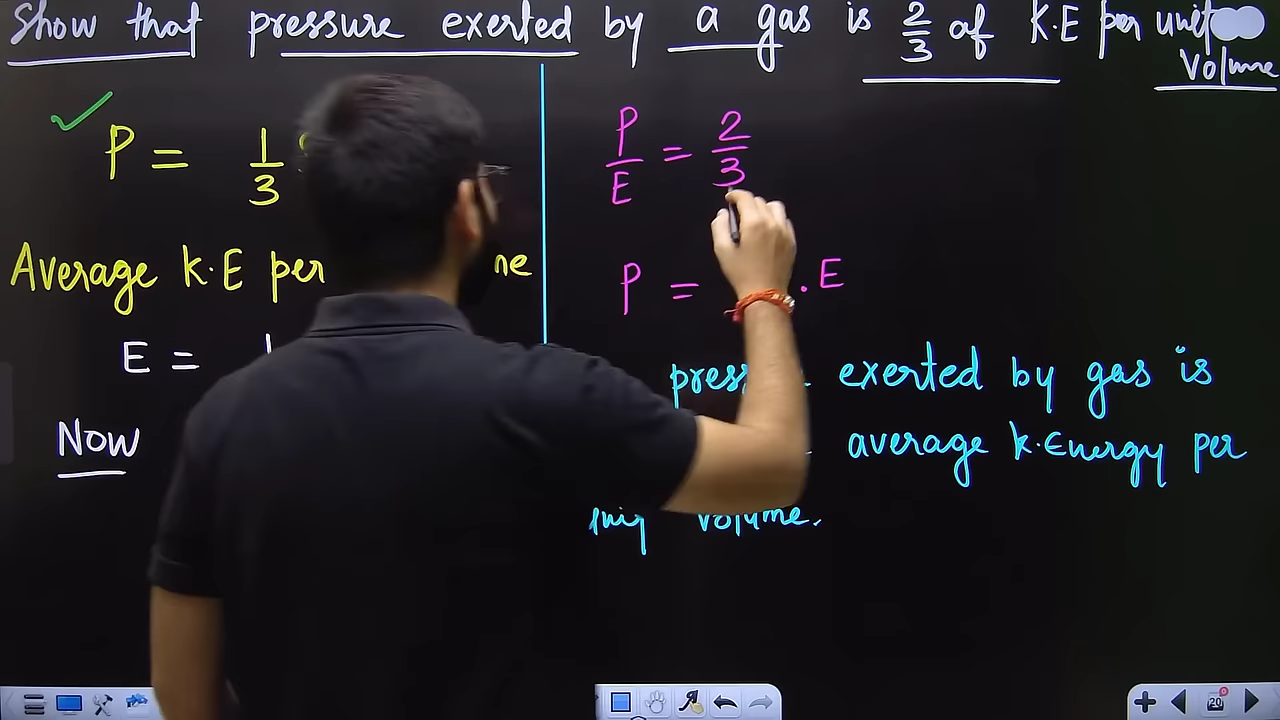 Show that pressure exerted by a gas is 2/3 of K.E per unit
Volume
P = 1/3
Average K.E per
E =
Now
P/E = 2/3
P = . E
exerted by gas is
average K.Energy per
volume.
20